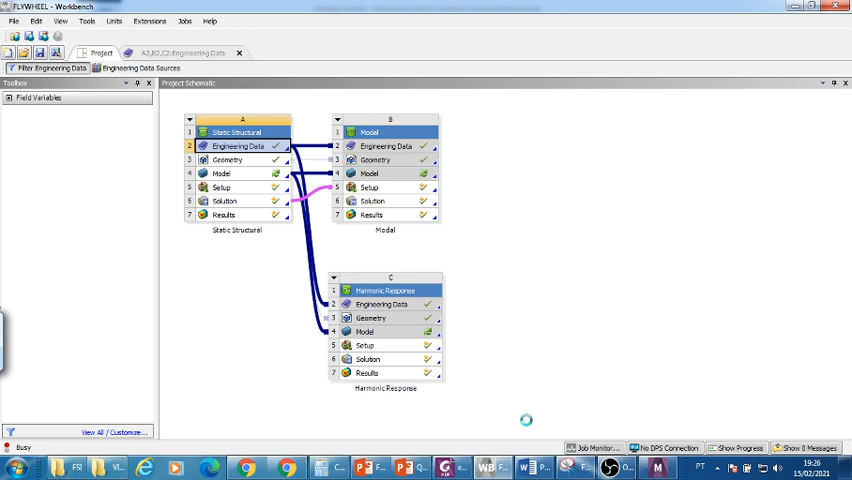 FLYWHEEL - Workbench
File Edit View Tools Units Extensions Jobs Help
Project A2,B2,C2:Engineering Data
Filter Engineering Data Engineering Data Sources
Toolbox
Field Variables
View All / Customize...
Project Schematic
A
1 Static Structural
2 Engineering Data
3 Geometry
4 Model
5 Setup
6 Solution
7 Results
Static Structural
B
1 Modal
2 Engineering Data
3 Geometry
4 Model
5 Setup
6 Solution
7 Results
Modal
C
1 Harmonic Response
2 Engineering Data
3 Geometry
4 Model
5 Setup
6 Solution
7 Results
Harmonic Response
Busy
Job Monitor... No DPS Connection Show Progress Show 0 Messages
FSI VI... C... P... Q... e... WB F... P... F... O... M
PT
19:26
15/02/2021